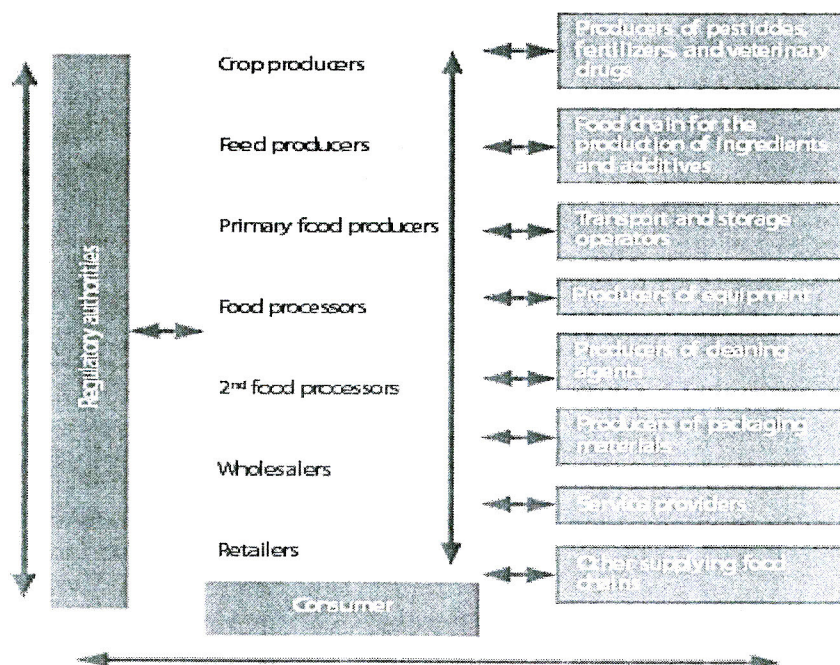 Regulatory authorities
Crop producers
Feed producers
Primary food producers
Food processors
2nd food processors
Wholesalers
Retailers
Consumer
Producers of pesticides,
fertilizers, and veterinary
drugs
Food chain for the
production of ingredients
and additives
Transport and storage
operators
Producers of equipment
Producers of cleaning
agents
Producers of packaging
materials
Service providers
Other supplying food
chains